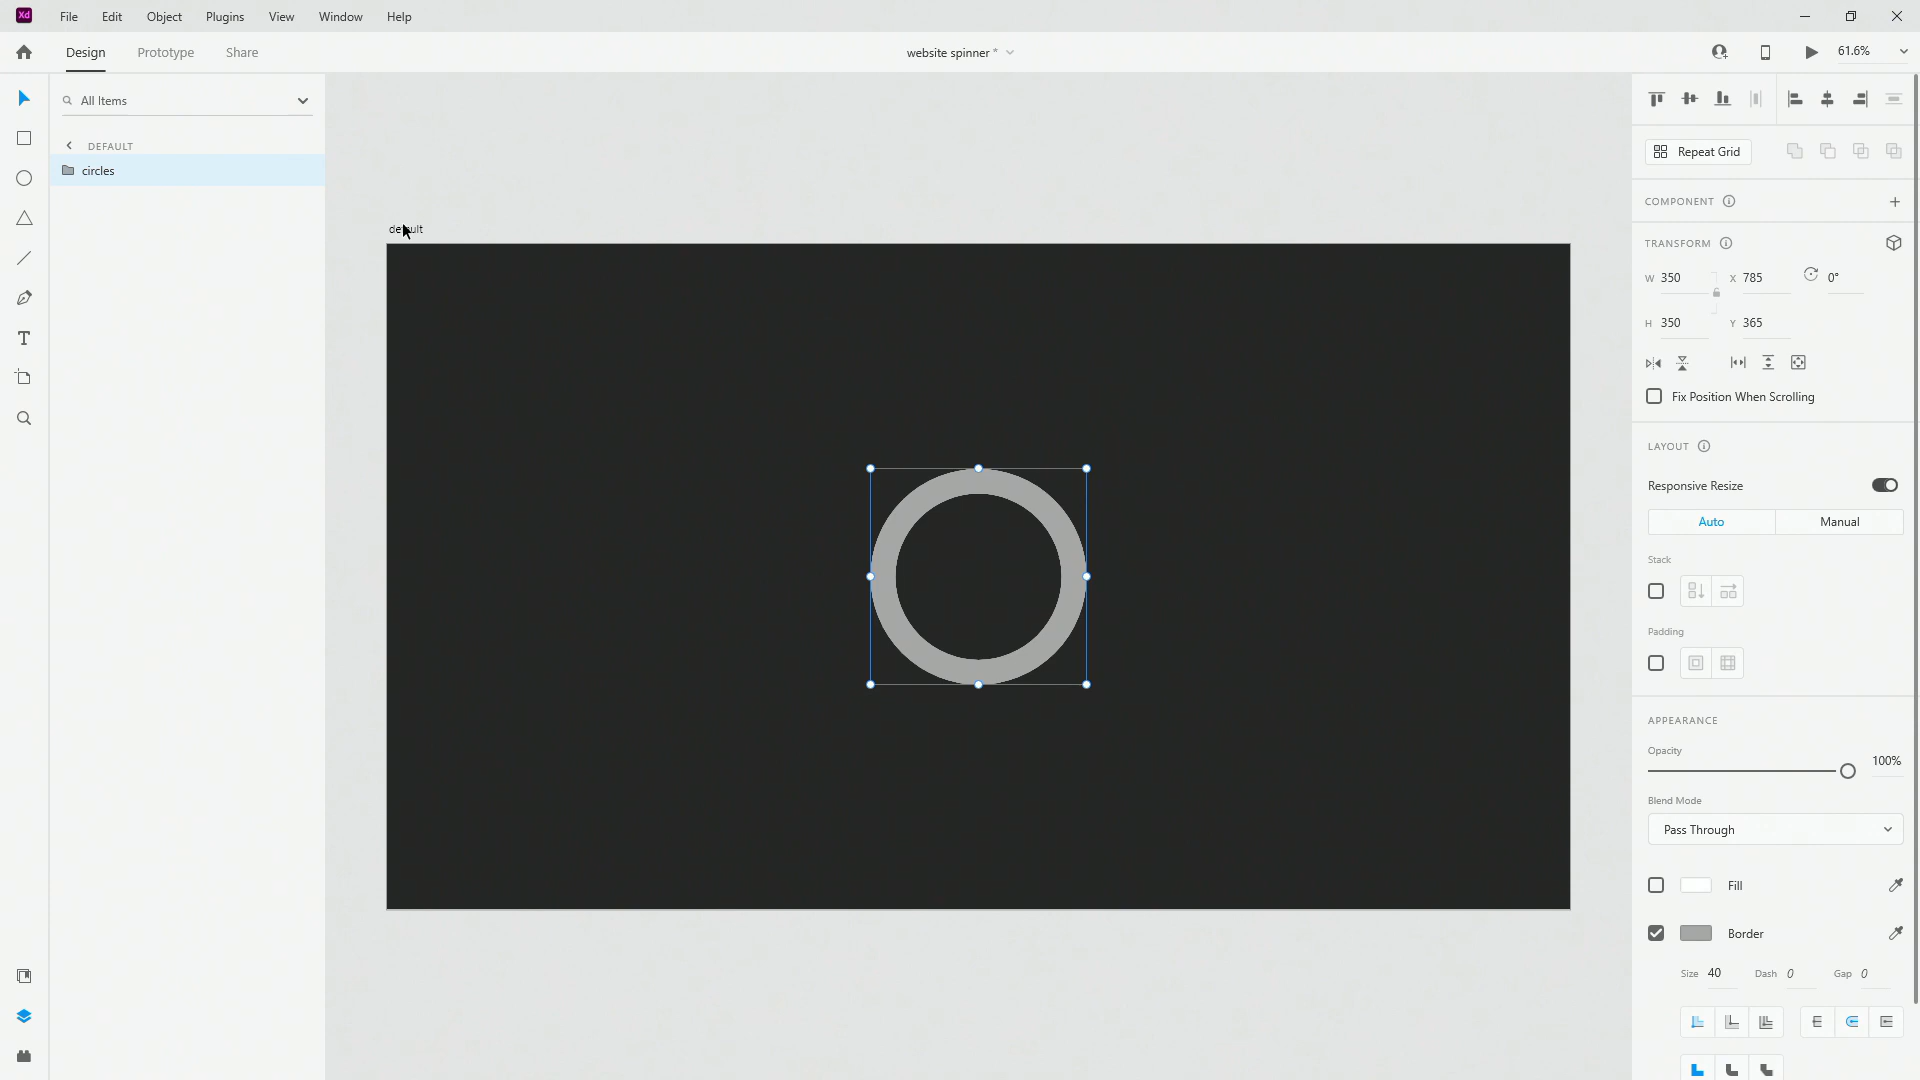 Xd File Edit Object Plugins View Window Help
Design Prototype Share website spinner * 61.6%
All Items
DEFAULT
circles
default
Repeat Grid
COMPONENT
TRANSFORM
W 350 X 785 0°
H 350 Y 365
Fix Position When Scrolling
LAYOUT
Responsive Resize
Auto Manual
Stack
Padding
APPEARANCE
Opacity
100%
Blend Mode
Pass Through
Fill
Border
Size 40 Dash 0 Gap 0